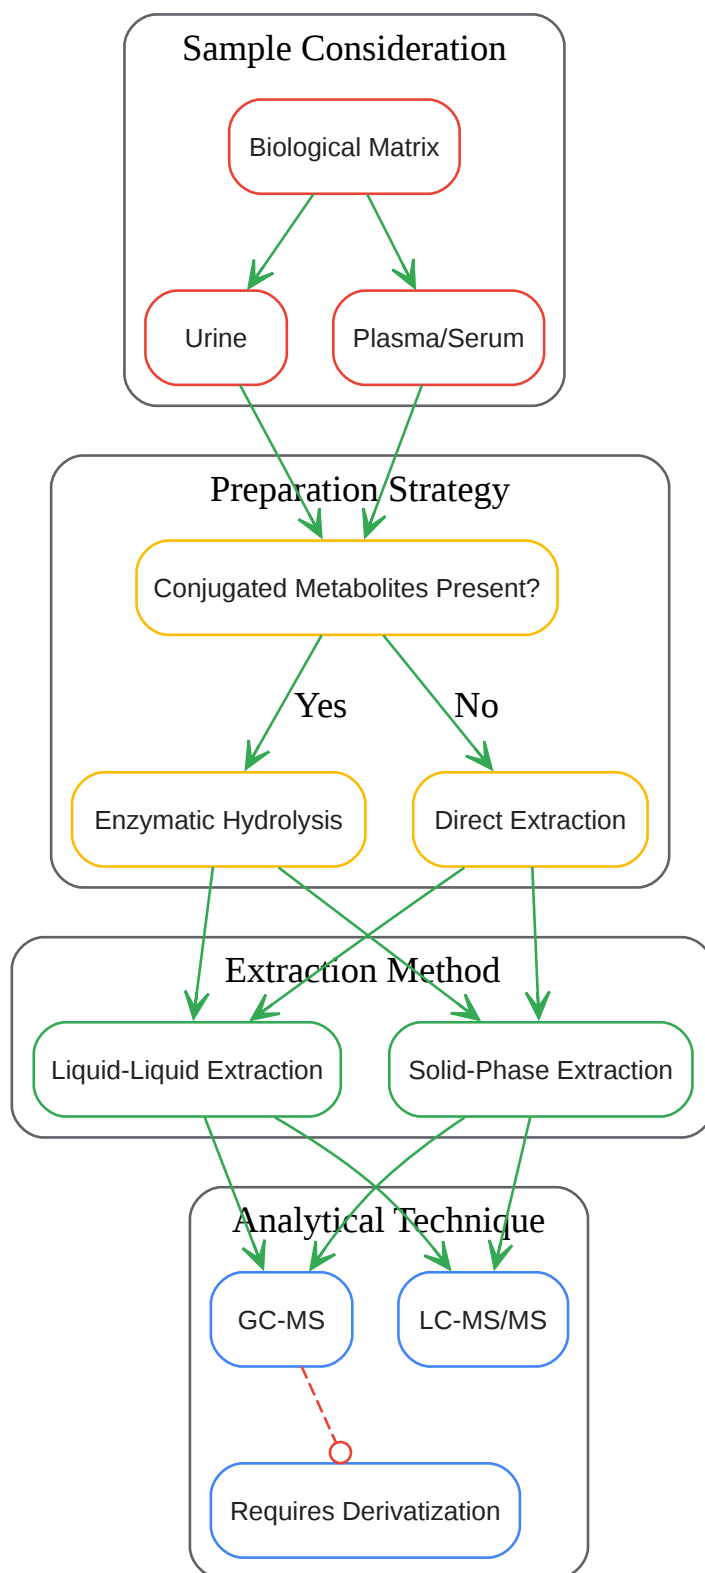 Sample Consideration
Biological Matrix
Urine
Plasma/Serum
Preparation Strategy
Conjugated Metabolites Present?
Yes
No
Enzymatic Hydrolysis
Direct Extraction
Extraction Method
Liquid-Liquid Extraction
Solid-Phase Extraction
Analytical Technique
GC-MS
LC-MS/MS
Requires Derivatization